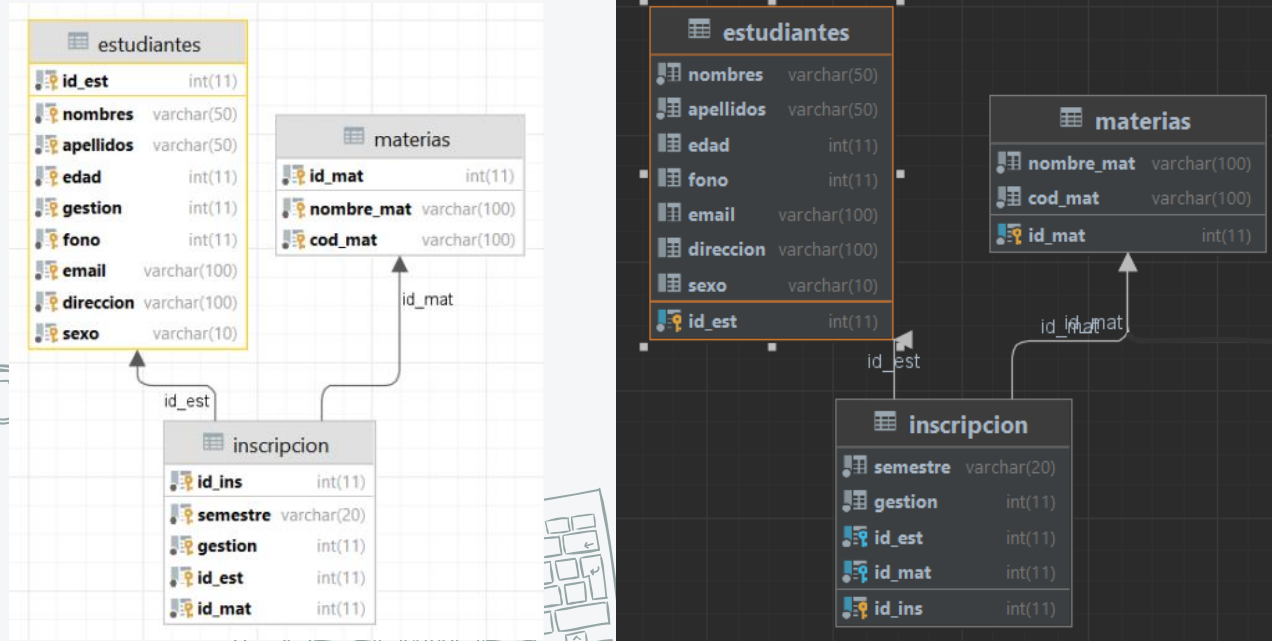 estudiantes
id_est int(11)
nombres varchar(50)
apellidos varchar(50)
edad int(11)
gestion int(11)
fono int(11)
email varchar(100)
direccion varchar(100)
sexo varchar(10)
materias
id_mat int(11)
nombre_mat varchar(100)
cod_mat varchar(100)
id_mat
id_est
inscripcion
id_ins int(11)
semestre varchar(20)
gestion int(11)
id_est int(11)
id_mat int(11)
estudiantes
nombres varchar(50)
apellidos varchar(50)
edad int(11)
fono int(11)
email varchar(100)
direccion varchar(100)
sexo varchar(10)
id_est int(11)
materias
nombre_mat varchar(100)
cod_mat varchar(100)
id_mat int(11)
id_mat
id_mat
id_est
inscripcion
semestre varchar(20)
gestion int(11)
id_est int(11)
id_mat int(11)
id_ins int(11)